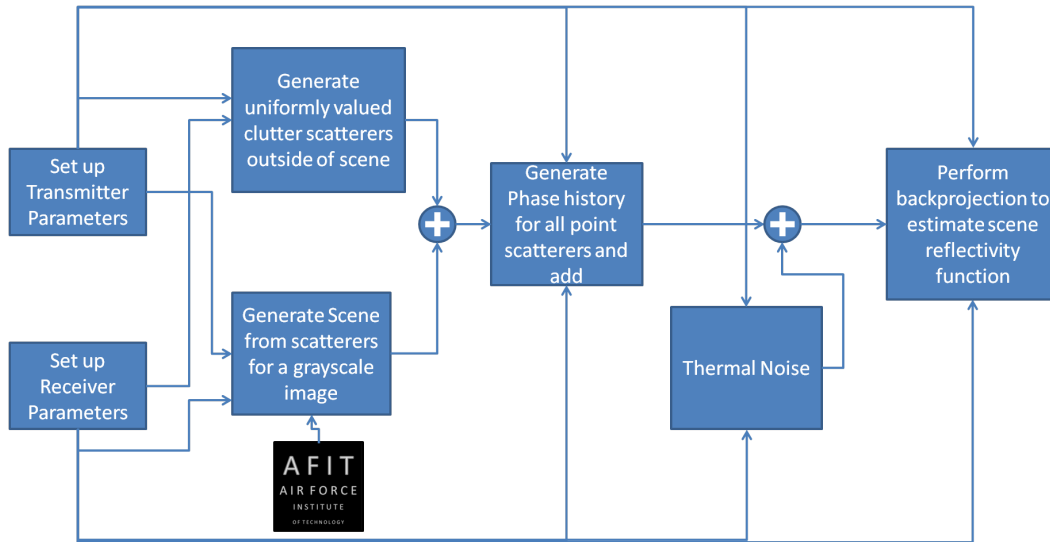 Generate
uniformly valued
clutter scatterers
outside of scene
Set up
Transmitter
Parameters
Generate
Phase history
for all point
scatterers and
add
Perform
backprojection to
estimate scene
reflectivity
function
Generate Scene
from scatterers
for a grayscale
image
Set up
Receiver
Parameters
Thermal Noise
AFIT
AIR FORCE
INSTITUTE
OF TECHNOLOGY